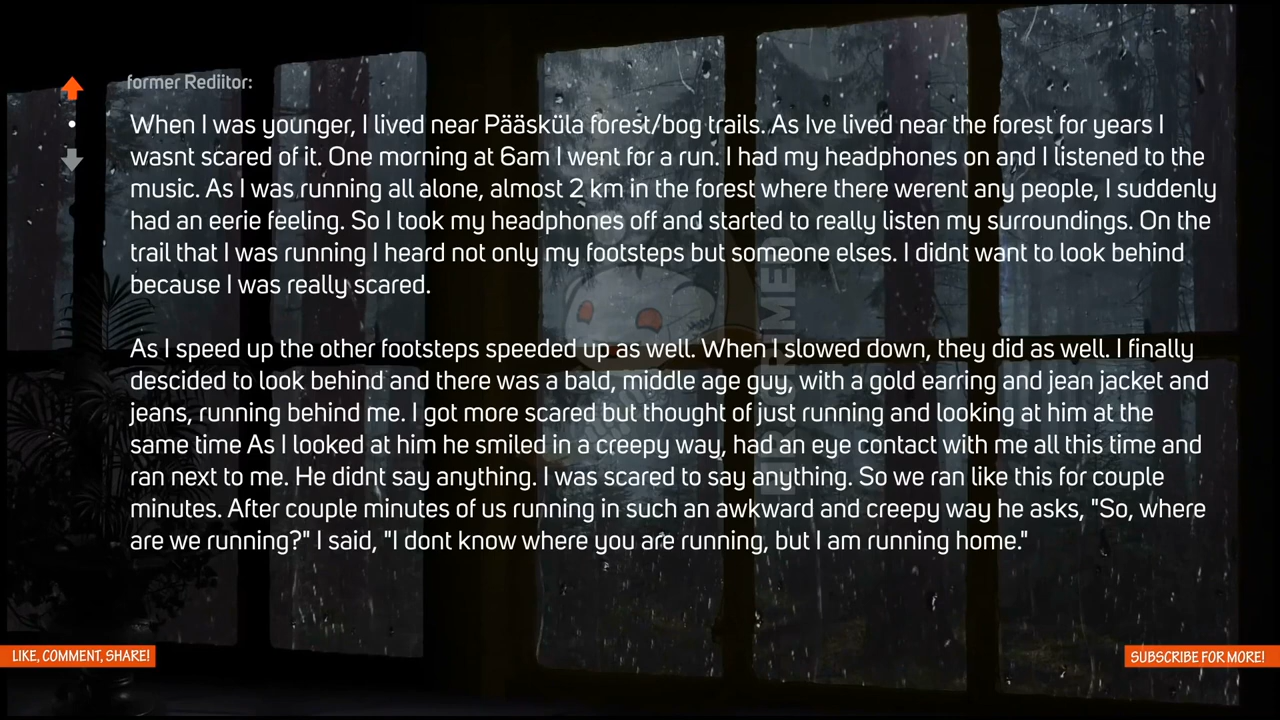 former Rediitor:
When I was younger, I lived near Pääsküla forest/bog trails. As Ive lived near the forest for years I
wasnt scared of it. One morning at 6am I went for a run. I had my headphones on and I listened to the
music. As I was running all alone, almost 2 km in the forest where there werent any people, I suddenly
had an eerie feeling. So I took my headphones off and started to really listen my surroundings. On the
trail that I was running I heard not only my footsteps but someone elses. I didnt want to look behind
because I was really scared.
As I speed up the other footsteps speeded up as well. When I slowed down, they did as well. I finally
descided to look behind and there was a bald, middle age guy, with a gold earring and jean jacket and
jeans, running behind me. I got more scared but thought of just running and looking at him at the
same time As I looked at him he smiled in a creepy way, had an eye contact with me all this time and
ran next to me. He didnt say anything. I was scared to say anything. So we ran like this for couple
minutes. After couple minutes of us running in such an awkward and creepy way he asks, "So, where
are we running?" I said, "I dont know where you are running, but I am running home."
LIKE, COMMENT, SHARE!
SUBSCRIBE FOR MORE!